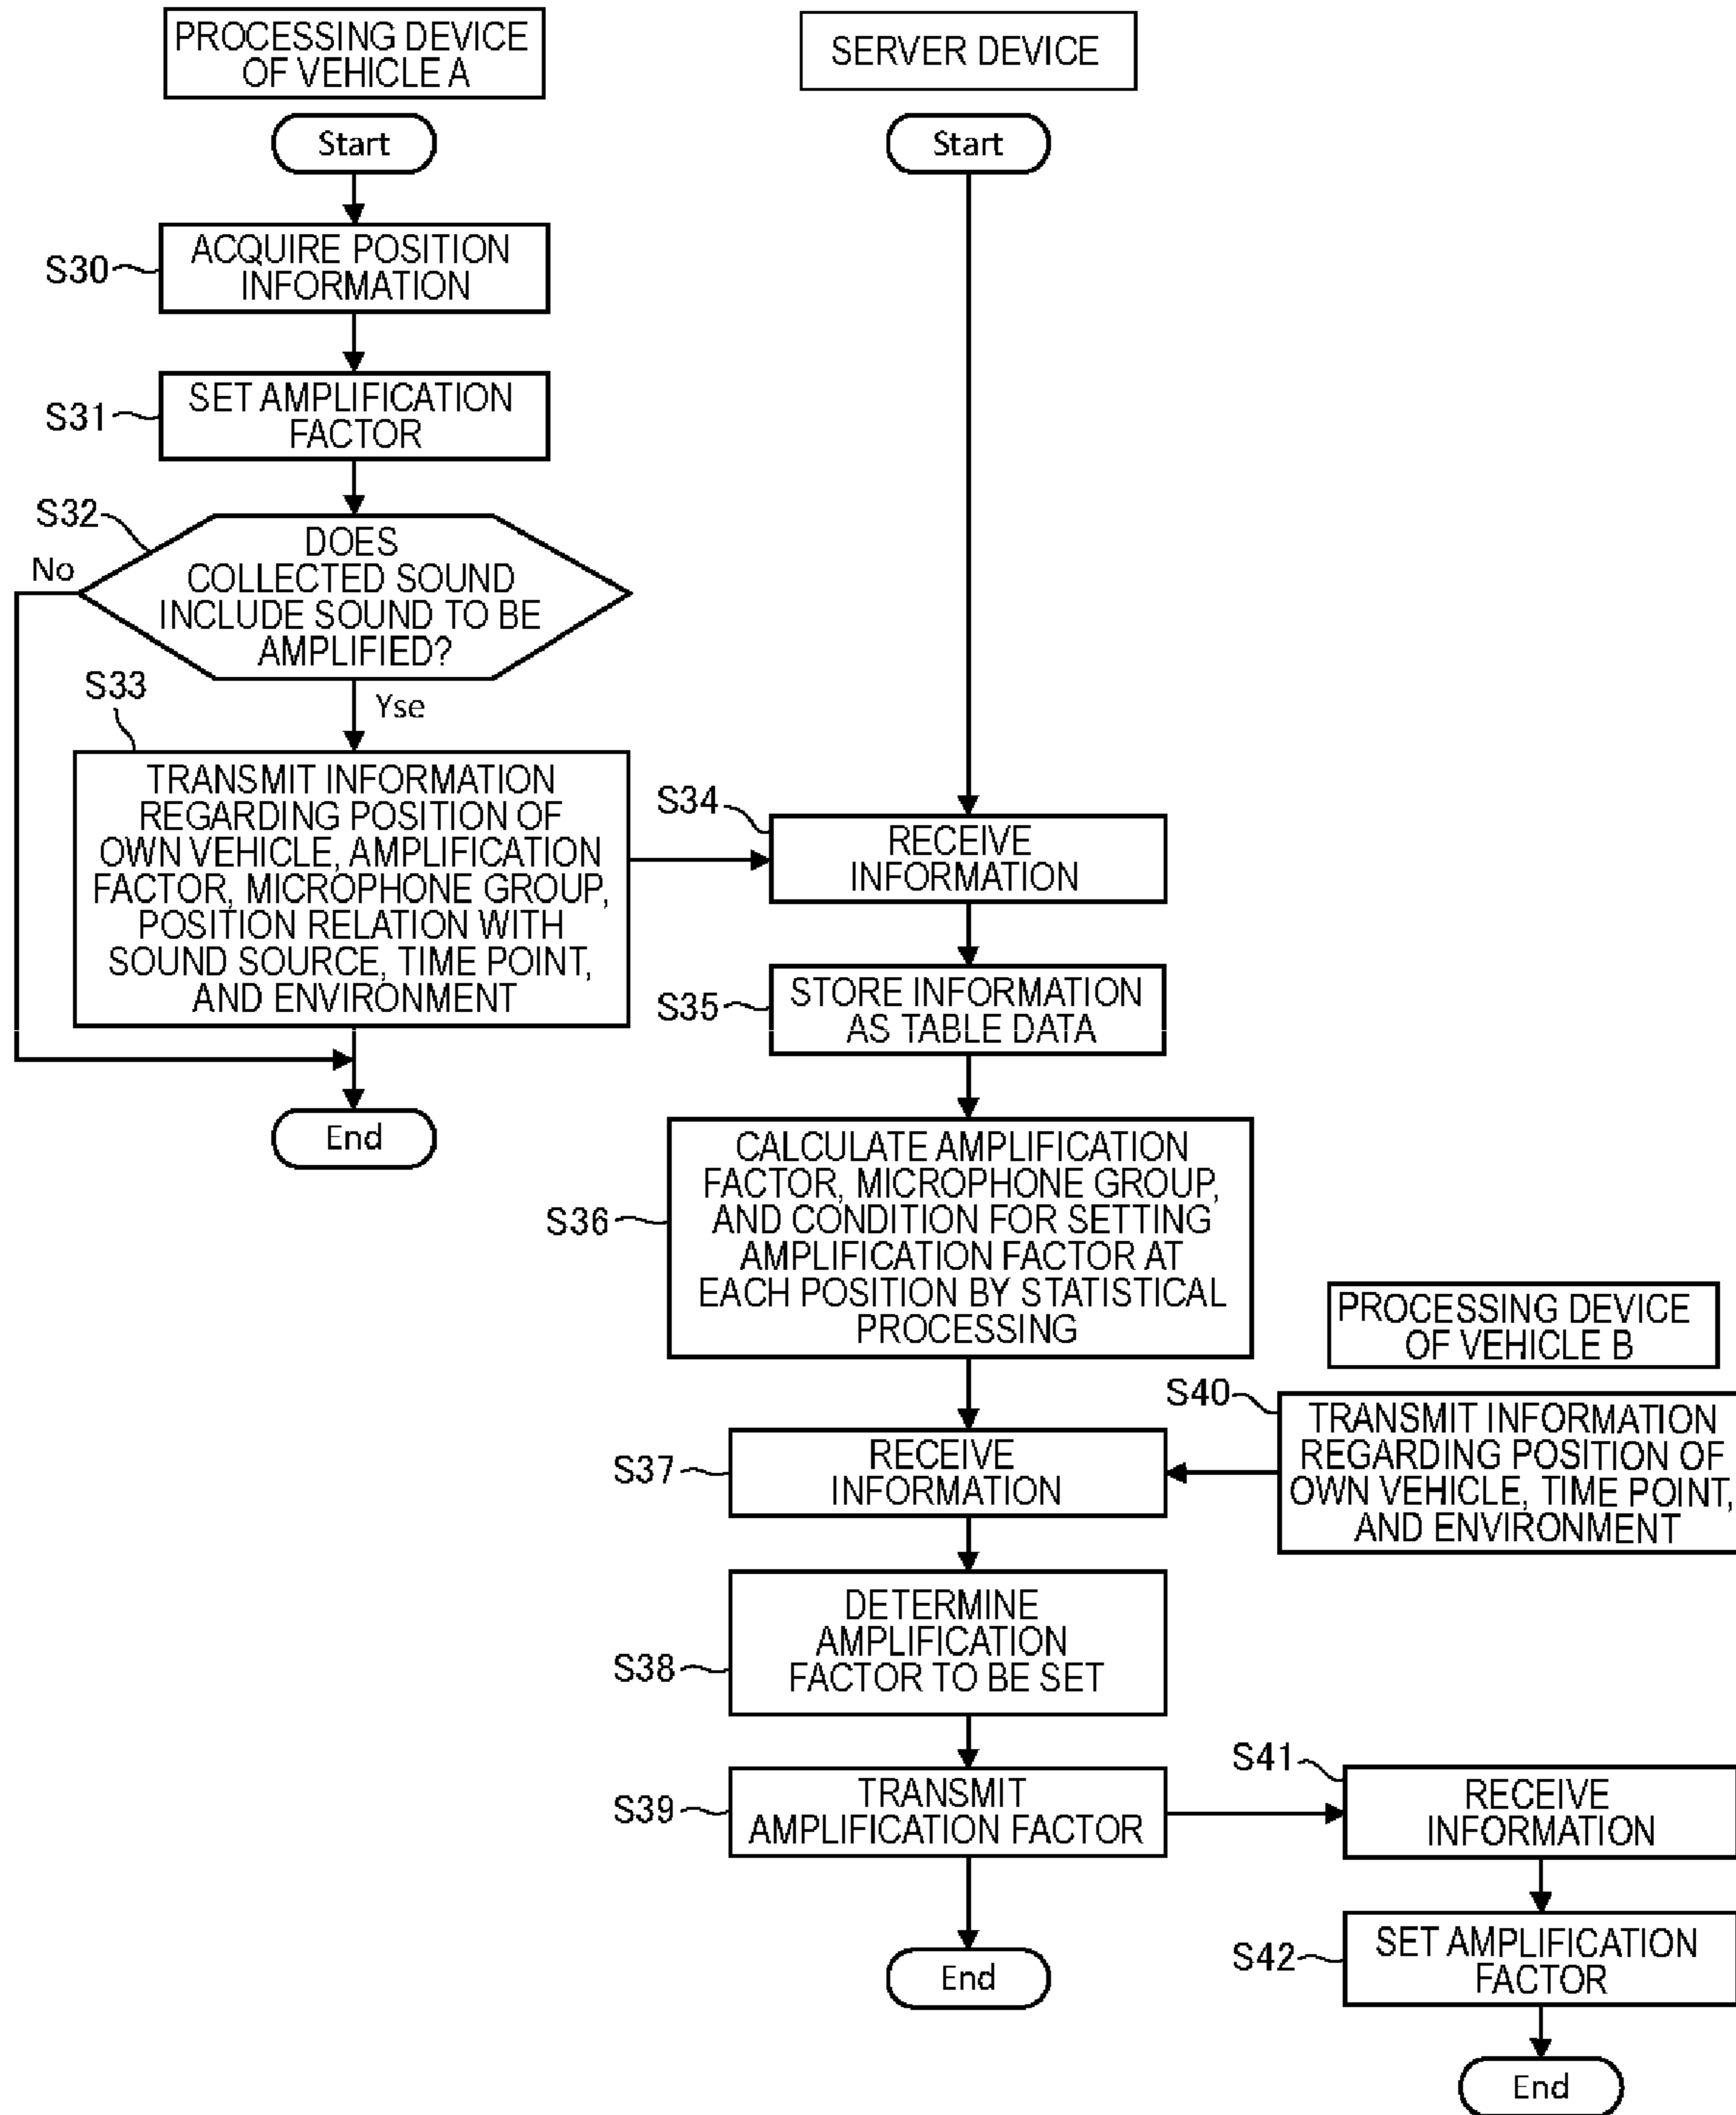 PROCESSING DEVICE
OF VEHICLE A
Start
S30
ACQUIRE POSITION
INFORMATION
S31
SET AMPLIFICATION
FACTOR
S32
DOES
COLLECTED SOUND
INCLUDE SOUND TO BE
AMPLIFIED?
No
Yse
S33
TRANSMIT INFORMATION
REGARDING POSITION OF
OWN VEHICLE, AMPLIFICATION
FACTOR, MICROPHONE GROUP,
POSITION RELATION WITH
SOUND SOURCE, TIME POINT,
AND ENVIRONMENT
End
SERVER DEVICE
Start
S34
RECEIVE
INFORMATION
S35
STORE INFORMATION
AS TABLE DATA
S36
CALCULATE AMPLIFICATION
FACTOR, MICROPHONE GROUP,
AND CONDITION FOR SETTING
AMPLIFICATION FACTOR AT
EACH POSITION BY STATISTICAL
PROCESSING
S37
RECEIVE
INFORMATION
S38
DETERMINE
AMPLIFICATION
FACTOR TO BE SET
S39
TRANSMIT
AMPLIFICATION FACTOR
End
PROCESSING DEVICE
OF VEHICLE B
S40
TRANSMIT INFORMATION
REGARDING POSITION OF
OWN VEHICLE, TIME POINT,
AND ENVIRONMENT
S41
RECEIVE
INFORMATION
S42
SET AMPLIFICATION
FACTOR
End